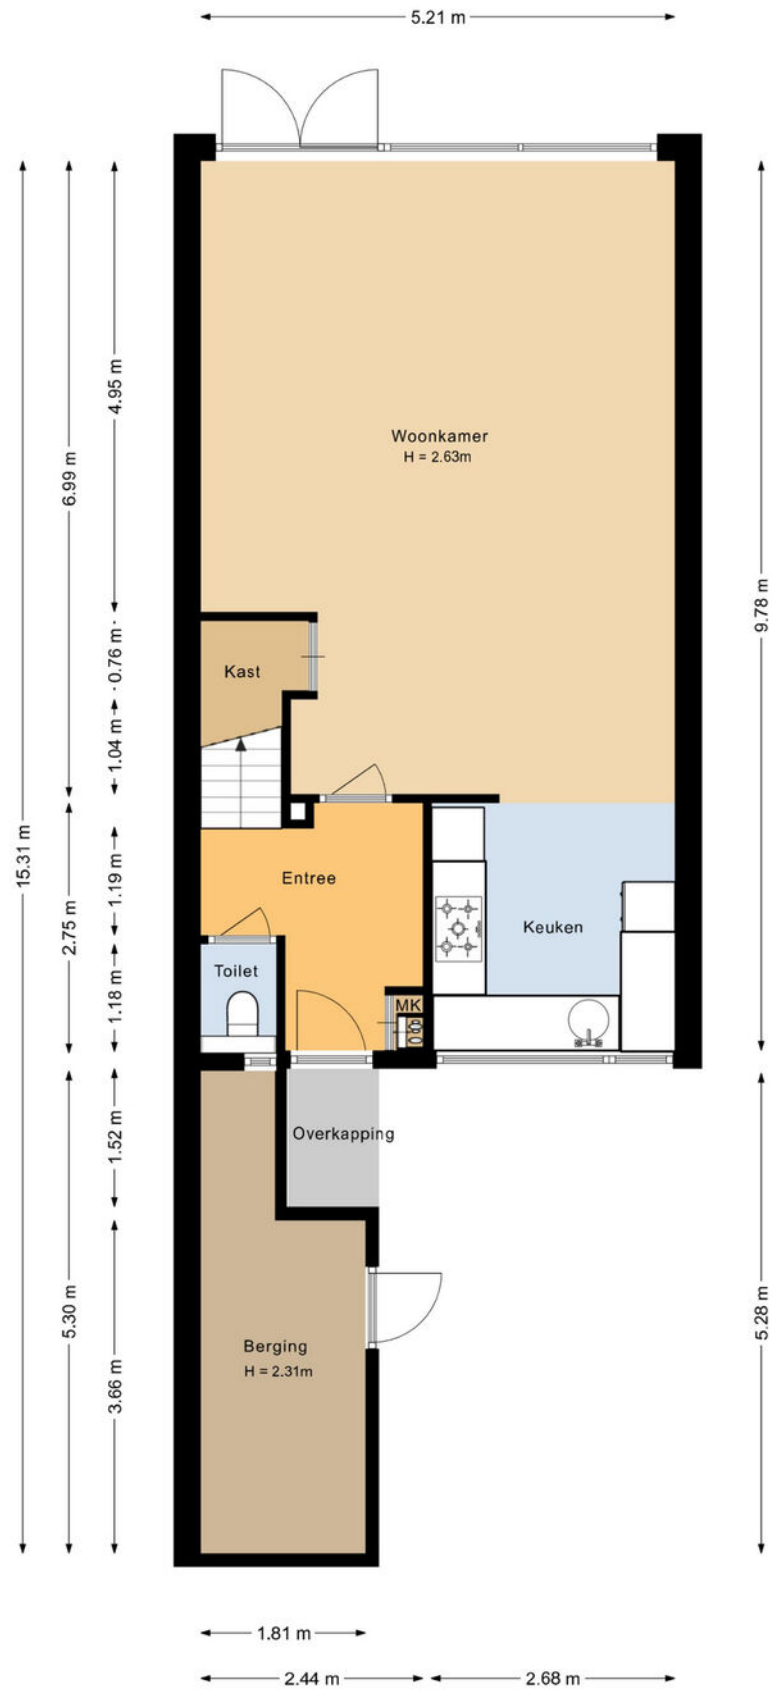 5.21 m
4.95 m
6.99 m
9.78 m
Woonkamer
H = 2.63m
0.76 m
Kast
1.04 m
15.31 m
1.19 m
2.75 m
Entree
Keuken
Toilet
1.18 m
MK
1.52 m
Overkapping
5.30 m
5.28 m
Berging
H = 2.31m
3.66 m
1.81 m
2.44 m
2.68 m